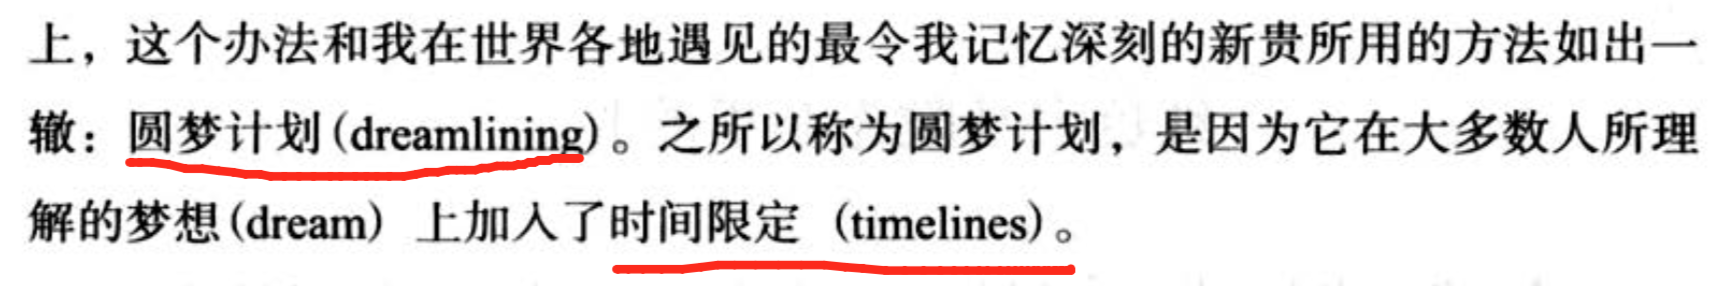 上，这个办法和我在世界各地遇见的最令我记忆深刻的新贵所用的方法如出一
辙：圆梦计划(dreamlining)。之所以称为圆梦计划，是因为它在大多数人所理
解的梦想(dream) 上加入了时间限定 (timelines)。